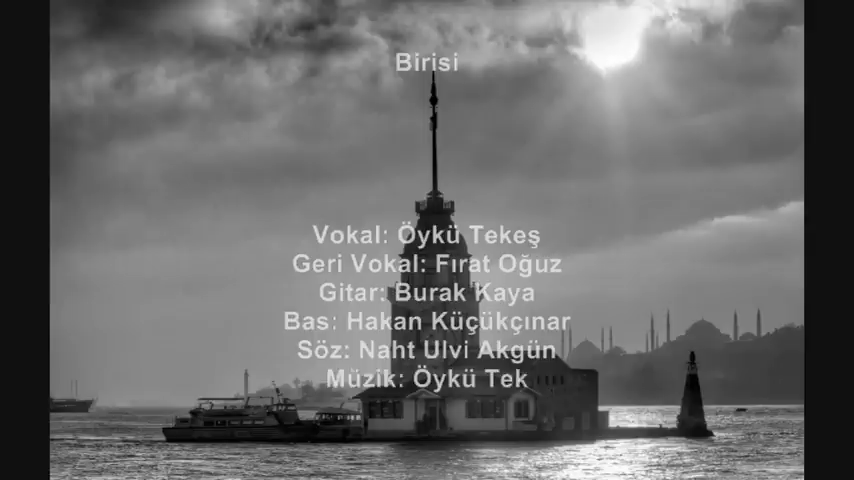 Birisi
Vokal: Öykü Tekeş
Geri Vokal: Fırat Oğuz
Gitar: Burak Kaya
Bas: Hakan Küçükçınar
Söz: Naht Ulvi Akgün
Müzik: Öykü Tek